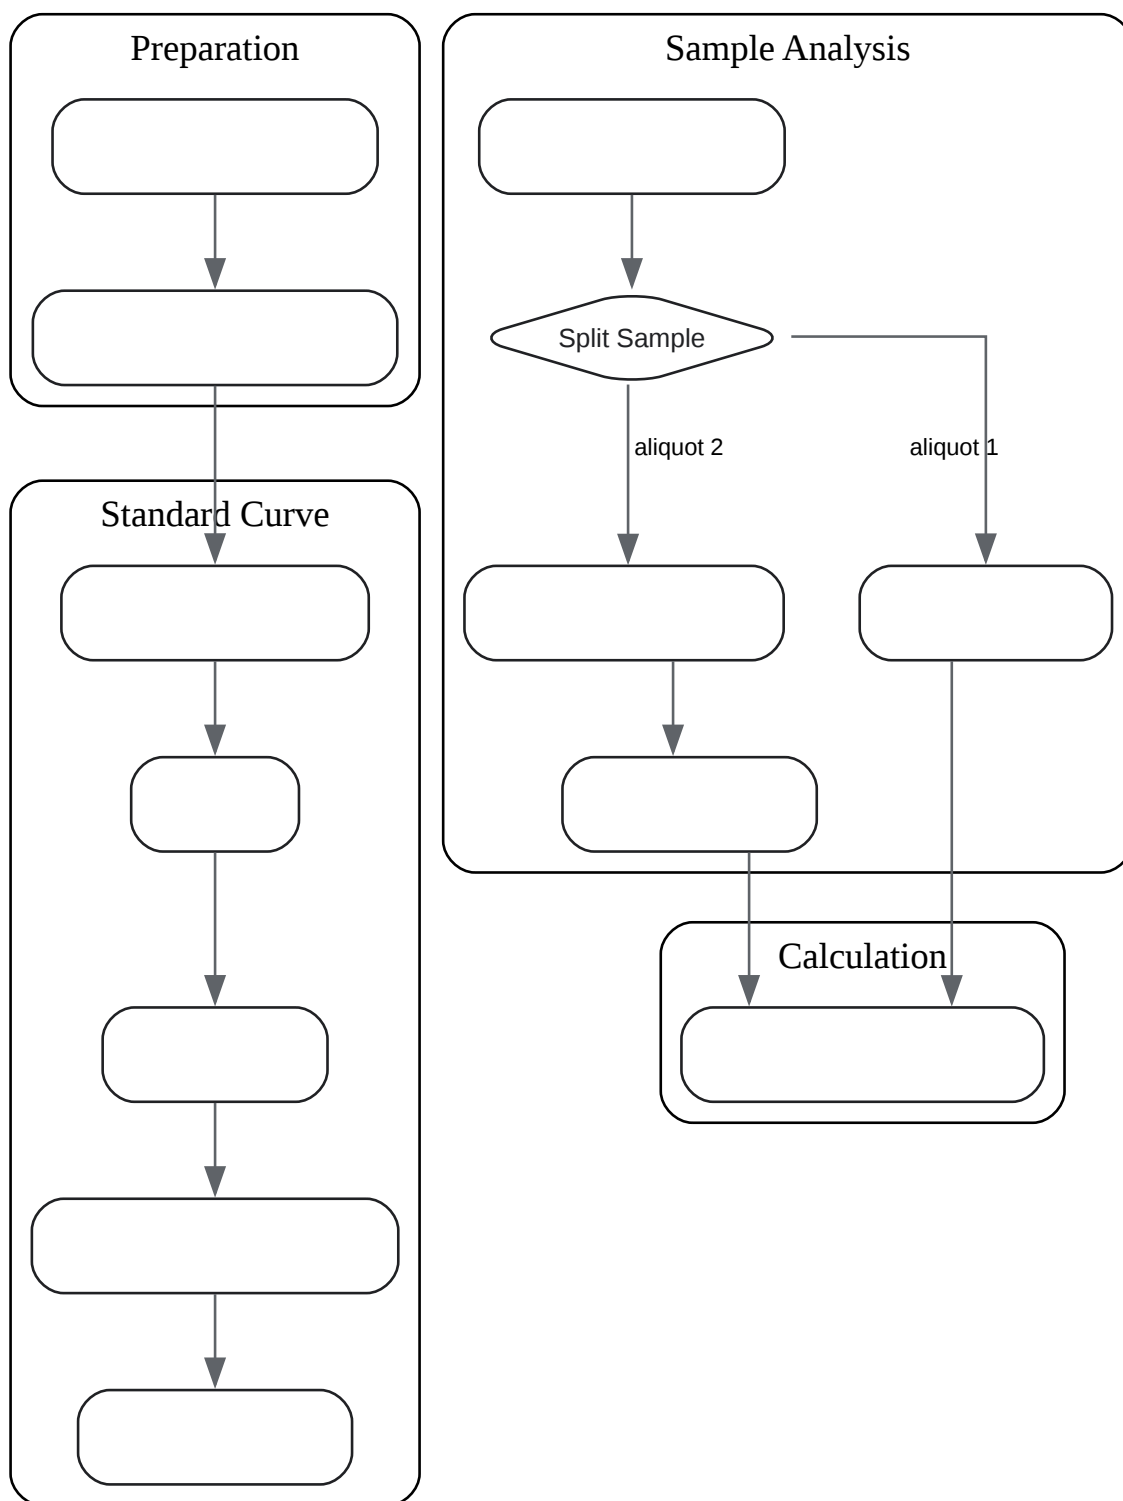 Preparation
Sample Analysis
Split Sample
aliquot 2
aliquot 1
Standard Curve
Calculation